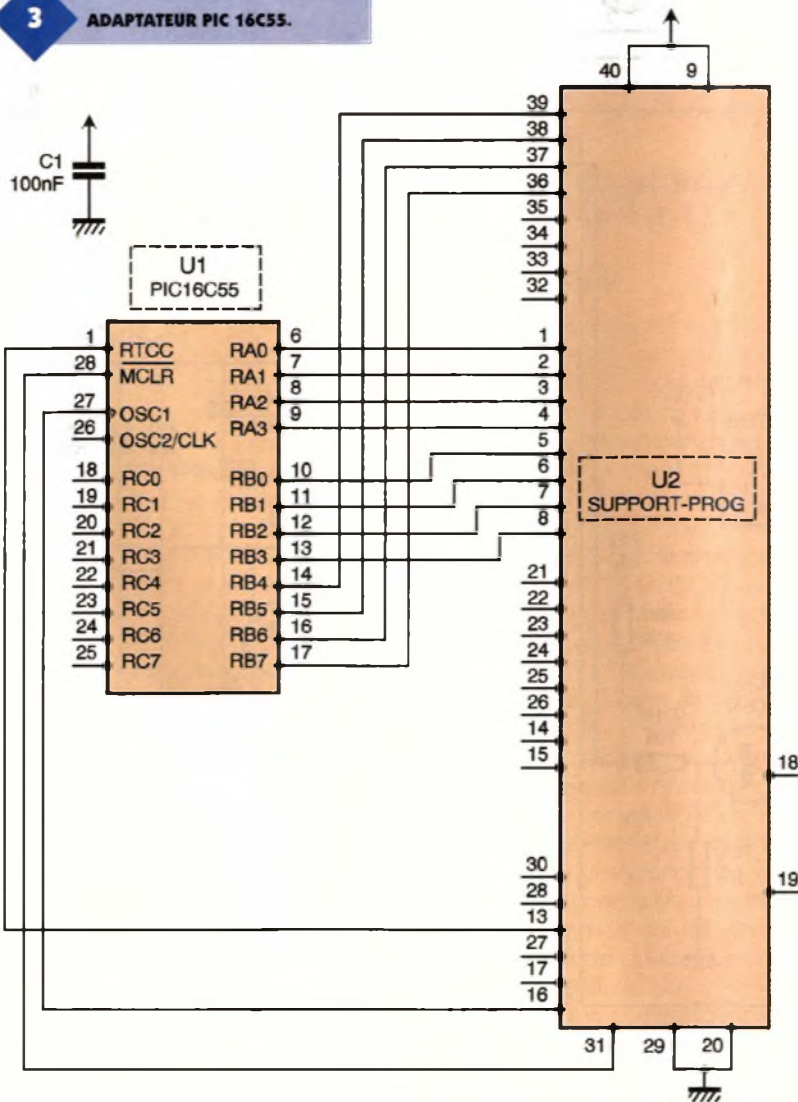 3 ADAPTATEUR PIC 16C55.
40 9
39
38
37
36
35
34
33
32
C1
100nF
U1
PIC16C55
1 RTCC RA0 6
28 MCLR RA1 7
RA2 8
27 OSC1 RA3 9
26 OSC2/CLK
18 RC0 RB0 10
19 RC1 RB1 11
20 RC2 RB2 12
21 RC3 RB3 13
22 RC4 RB4 14
23 RC5 RB5 15
24 RC6 RB6 16
25 RC7 RB7 17
1
2
3
4
5
6
7
8
U2
SUPPORT-PROG
21
22
23
24
25
26
14
15
18
30
28
13
27
17
16
19
31 29 20